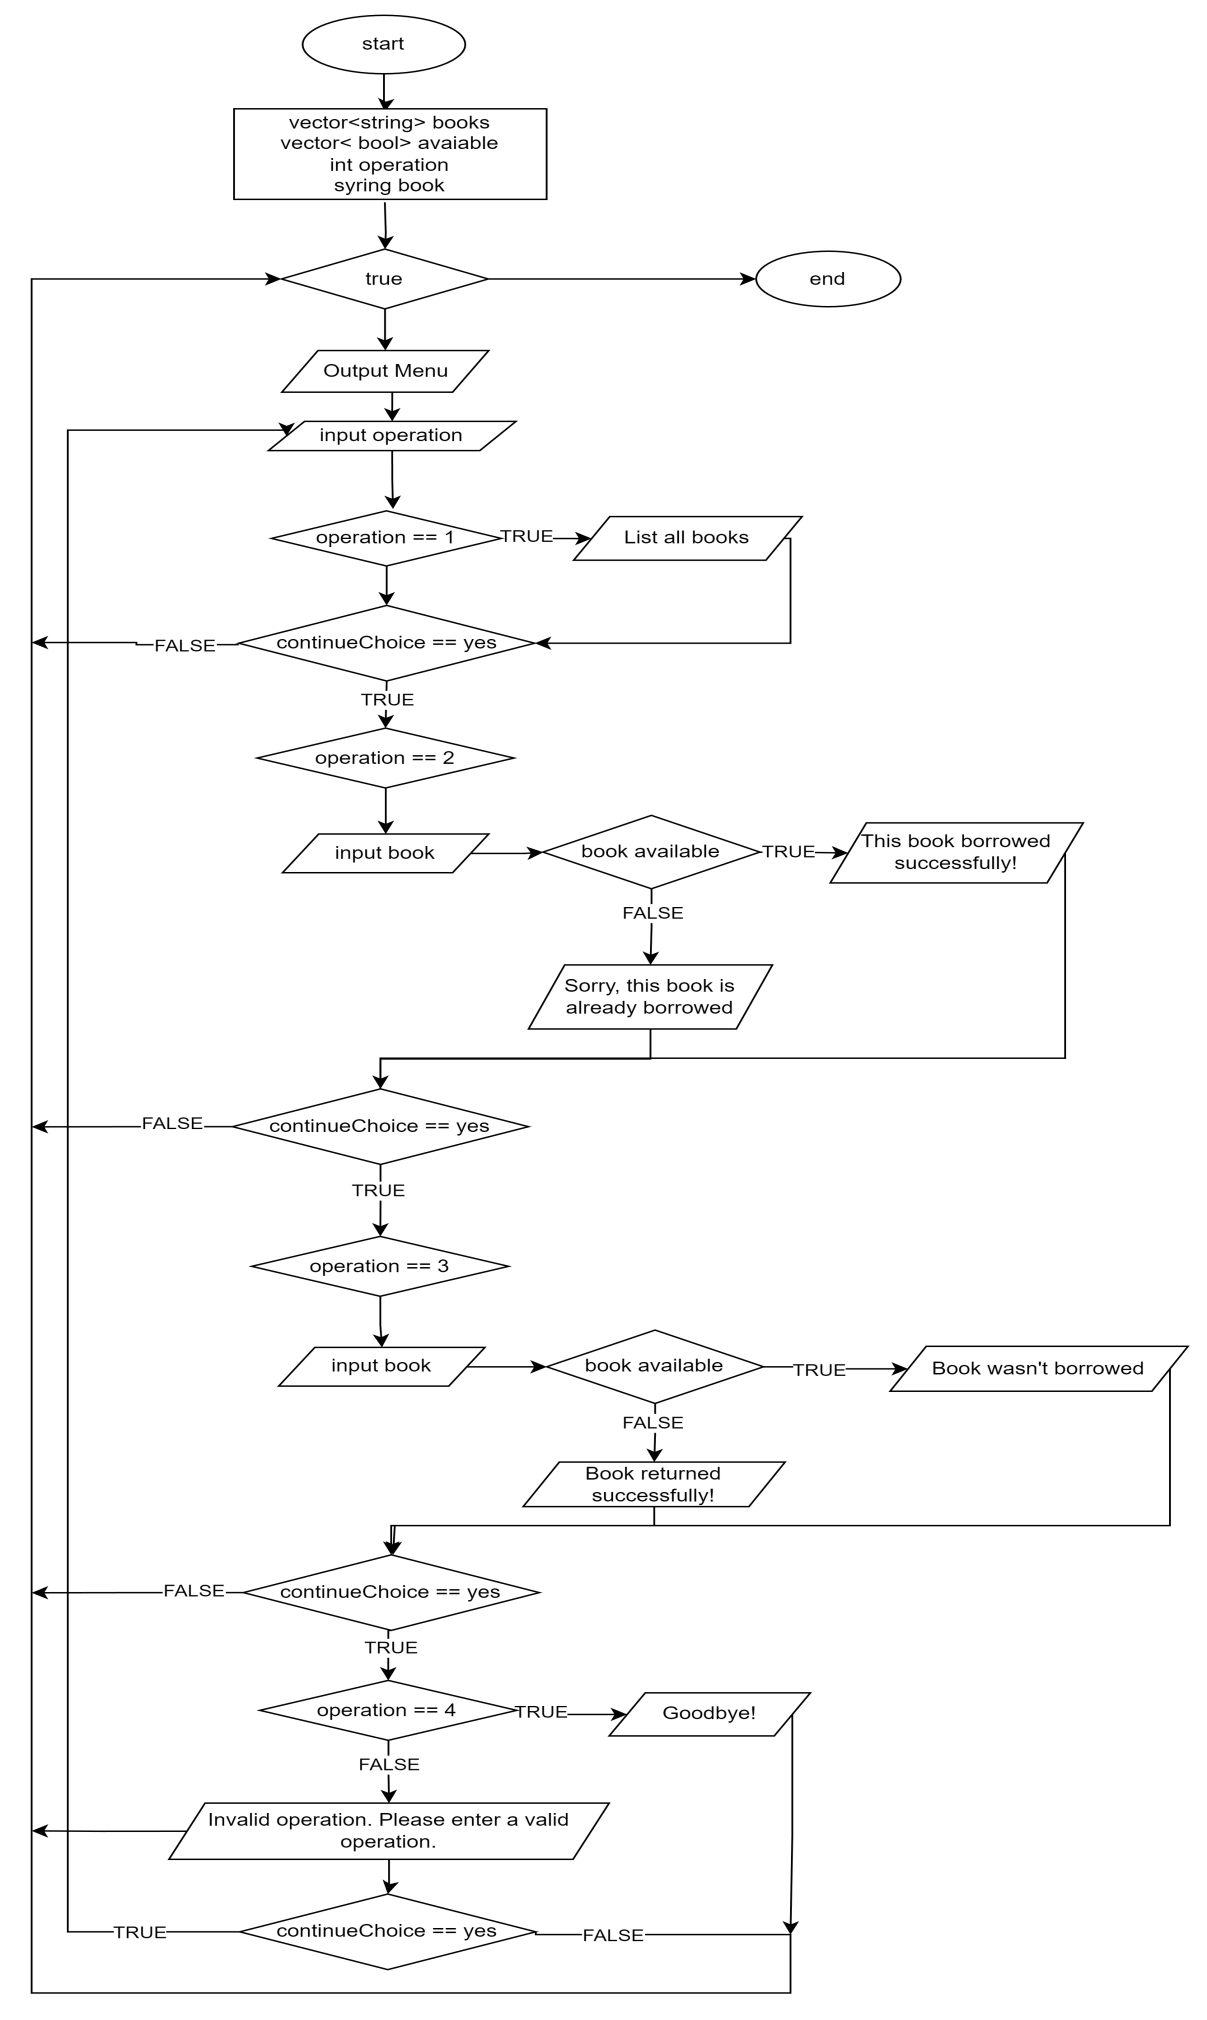 start
vector<string> books
vector< bool> avaiable
int operation
syring book
true
end
Output Menu
input operation
operation == 1
TRUE
List all books
continueChoice == yes
FALSE
TRUE
operation == 2
input book
book available
TRUE
This book borrowed
successfully!
FALSE
Sorry, this book is
already borrowed
continueChoice == yes
FALSE
TRUE
operation == 3
input book
book available
TRUE
Book wasn't borrowed
FALSE
Book returned
successfully!
continueChoice == yes
FALSE
TRUE
operation == 4
TRUE
Goodbye!
FALSE
Invalid operation. Please enter a valid
operation.
continueChoice == yes
TRUE
FALSE